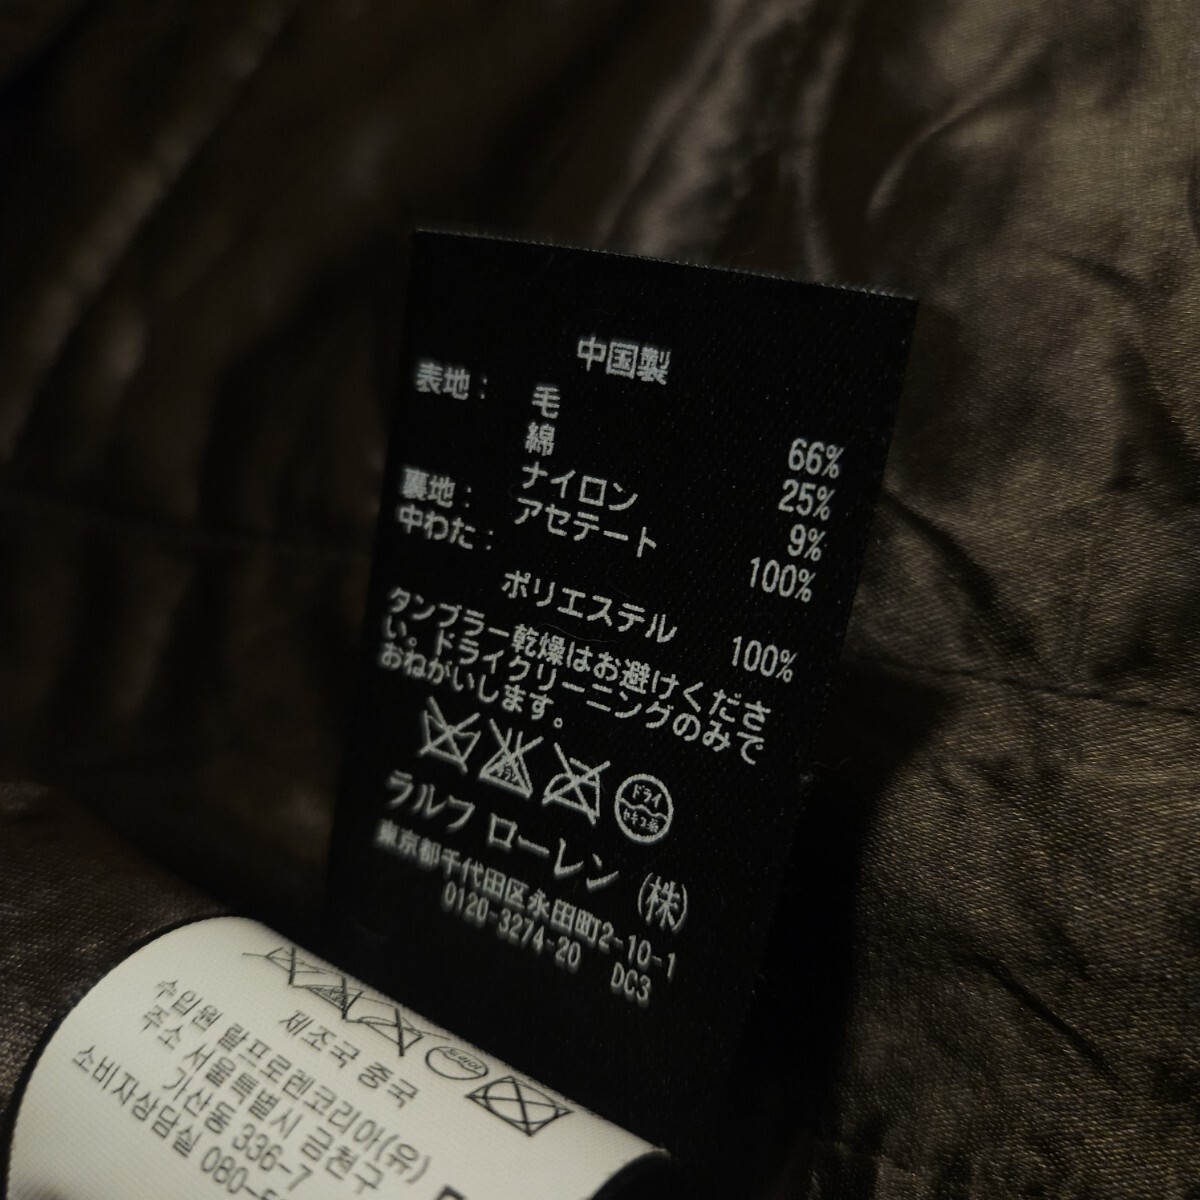 中国製
表地： 毛 66%
綿 25%
ナイロン 9%
裏地： アセテート 100%
中わた：
ポリエステル 100%
タンブラー乾燥はお避けくださ
い。ドライクリーニングのみで
おねがいします。
ドライ
ラルフ ローレン (株)
東京都千代田区永田町2-10-1
0120-3274-20 DC3
제조국 중국
수입원 랄프로렌코리아(유)
주소 서울특별시 금천구
가산동 336-7
소비자상담실 080-